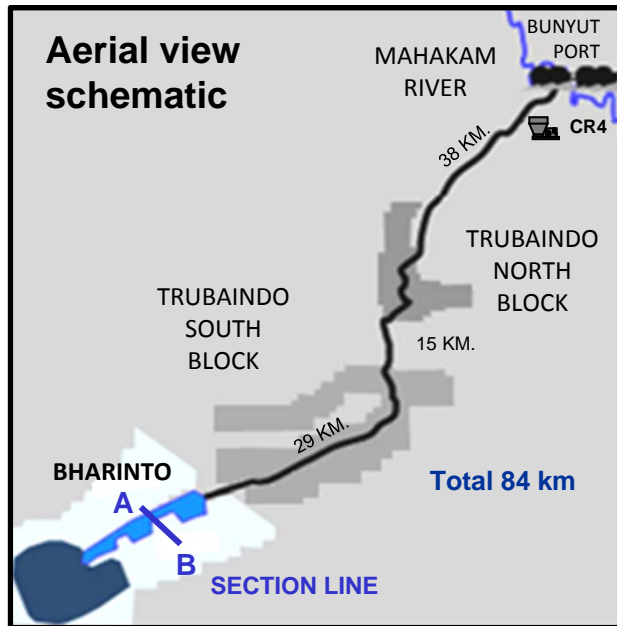 Aerial view
schematic
BUNYUT
PORT
MAHAKAM
RIVER
CR4
38 KM.
TRUBAINDO
NORTH
BLOCK
TRUBAINDO
SOUTH
BLOCK
15 KM.
29 KM.
BHARINTO
A
Total 84 km
B
SECTION LINE